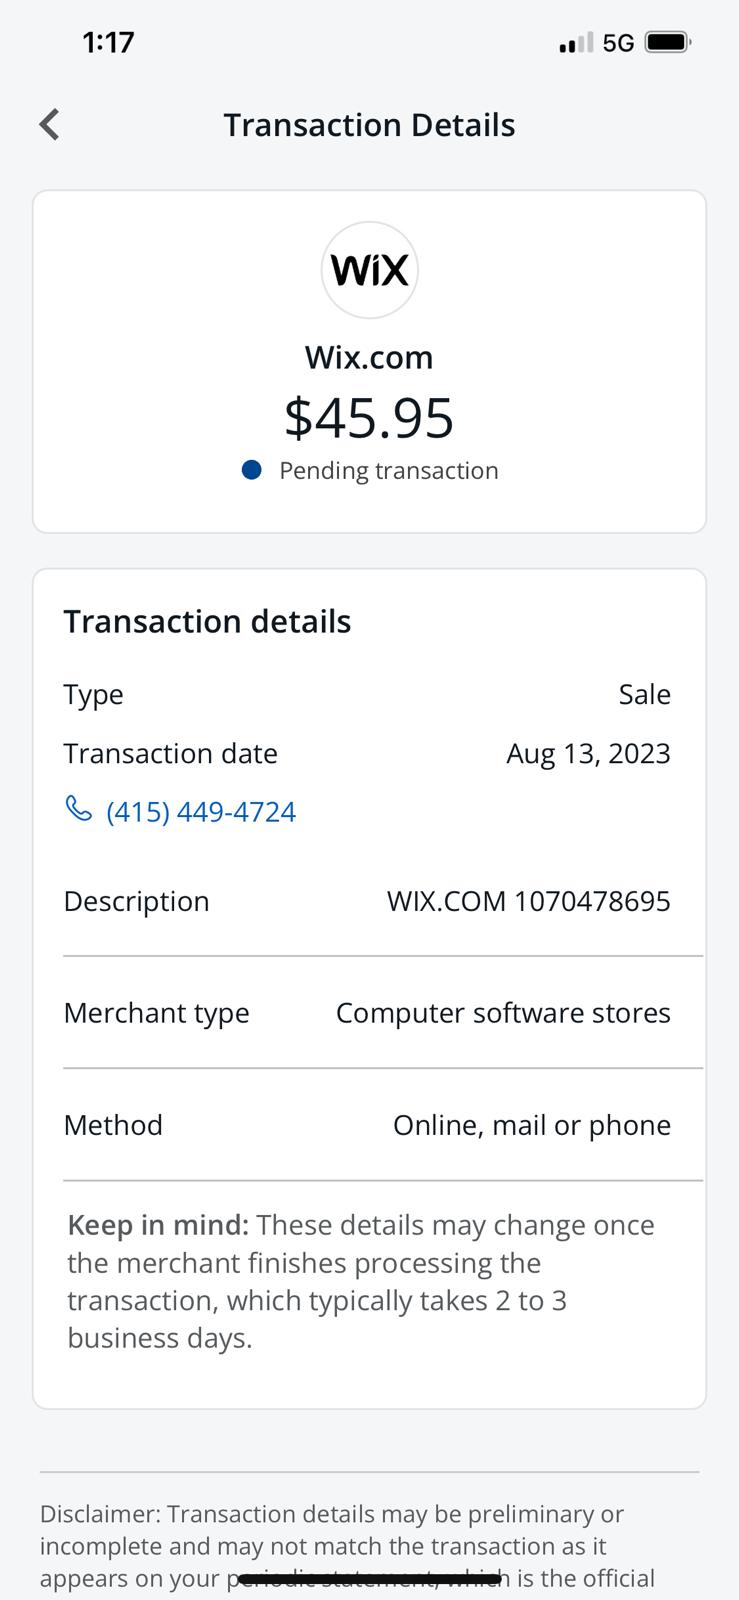 1:17
5G
Transaction Details
WiX
Wix.com
$45.95
Pending transaction
Transaction details
Type Sale
Transaction date Aug 13, 2023
(415) 449-4724
Description WIX.COM 1070478695
Merchant type Computer software stores
Method Online, mail or phone
Keep in mind: These details may change once
the merchant finishes processing the
transaction, which typically takes 2 to 3
business days.
Disclaimer: Transaction details may be preliminary or
incomplete and may not match the transaction as it
appears on your periodic statement, which is the official